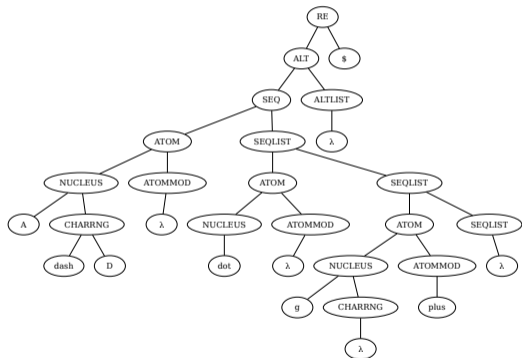 RE
ALT $
SEQ ALTLIST
ATOM SEQLIST λ
NUCLEUS ATOMMOD ATOM SEQLIST
A CHARRNG λ NUCLEUS ATOMMOD ATOM SEQLIST
dash D dot λ NUCLEUS ATOMMOD λ
g CHARRNG plus
λ